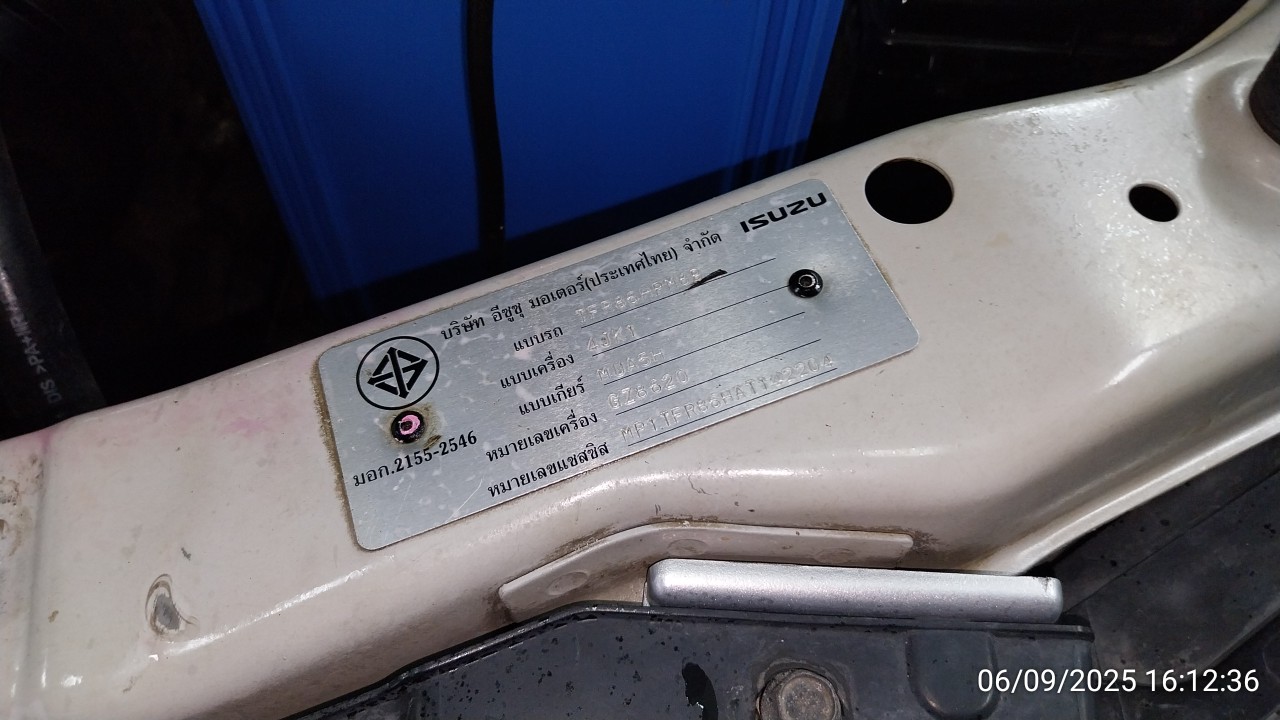 บริษัท อีซูซุ มอเตอร์(ประเทศไทย) จำกัด ISUZU
แบบรถ
แบบเครื่อง 4JK1
แบบเกียร์ MUA5H
หมายเลขเครื่อง GZ6620
หมายเลขแชสซิส
มอก.2155-2546
06/09/2025 16:12:36